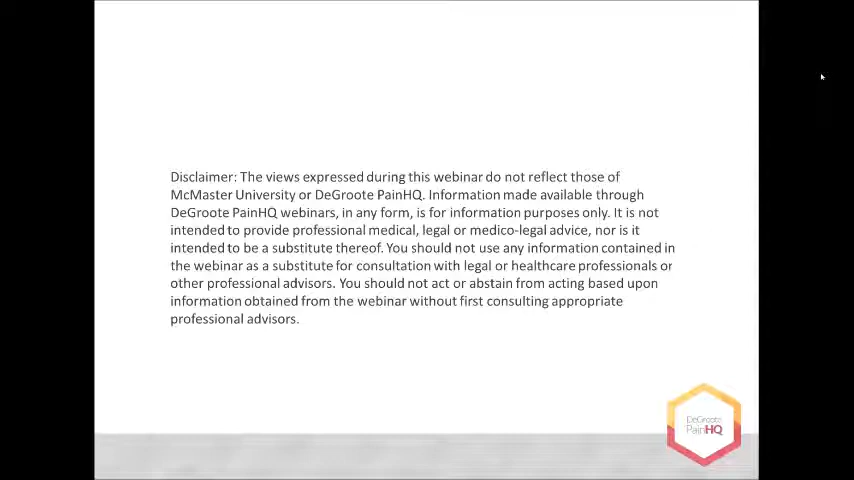 Disclaimer: The views expressed during this webinar do not reflect those of
McMaster University or DeGroote PainHQ. Information made available through
DeGroote PainHQ webinars, in any form, is for information purposes only. It is not
intended to provide professional medical, legal or medico-legal advice, nor is it
intended to be a substitute thereof. You should not use any information contained in
the webinar as a substitute for consultation with legal or healthcare professionals or
other professional advisors. You should not act or abstain from acting based upon
information obtained from the webinar without first consulting appropriate
professional advisors.
DeGroote
PainHQ